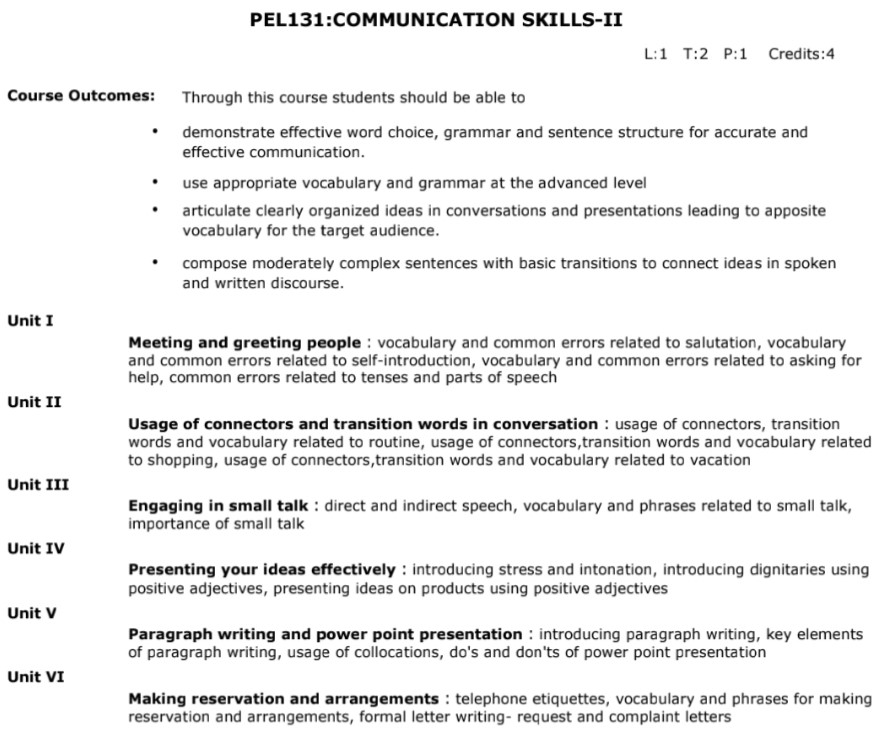 PEL131:COMMUNICATION SKILLS-II
L:1 T:2 P:1 Credits:4
Course Outcomes: Through this course students should be able to
• demonstrate effective word choice, grammar and sentence structure for accurate and
effective communication.
• use appropriate vocabulary and grammar at the advanced level
• articulate clearly organized ideas in conversations and presentations leading to apposite
vocabulary for the target audience.
• compose moderately complex sentences with basic transitions to connect ideas in spoken
and written discourse.
Unit I
Meeting and greeting people : vocabulary and common errors related to salutation, vocabulary
and common errors related to self-introduction, vocabulary and common errors related to asking for
help, common errors related to tenses and parts of speech
Unit II
Usage of connectors and transition words in conversation : usage of connectors, transition
words and vocabulary related to routine, usage of connectors,transition words and vocabulary related
to shopping, usage of connectors,transition words and vocabulary related to vacation
Unit III
Engaging in small talk : direct and indirect speech, vocabulary and phrases related to small talk,
importance of small talk
Unit IV
Presenting your ideas effectively : introducing stress and intonation, introducing dignitaries using
positive adjectives, presenting ideas on products using positive adjectives
Unit V
Paragraph writing and power point presentation : introducing paragraph writing, key elements
of paragraph writing, usage of collocations, do's and don'ts of power point presentation
Unit VI
Making reservation and arrangements : telephone etiquettes, vocabulary and phrases for making
reservation and arrangements, formal letter writing- request and complaint letters